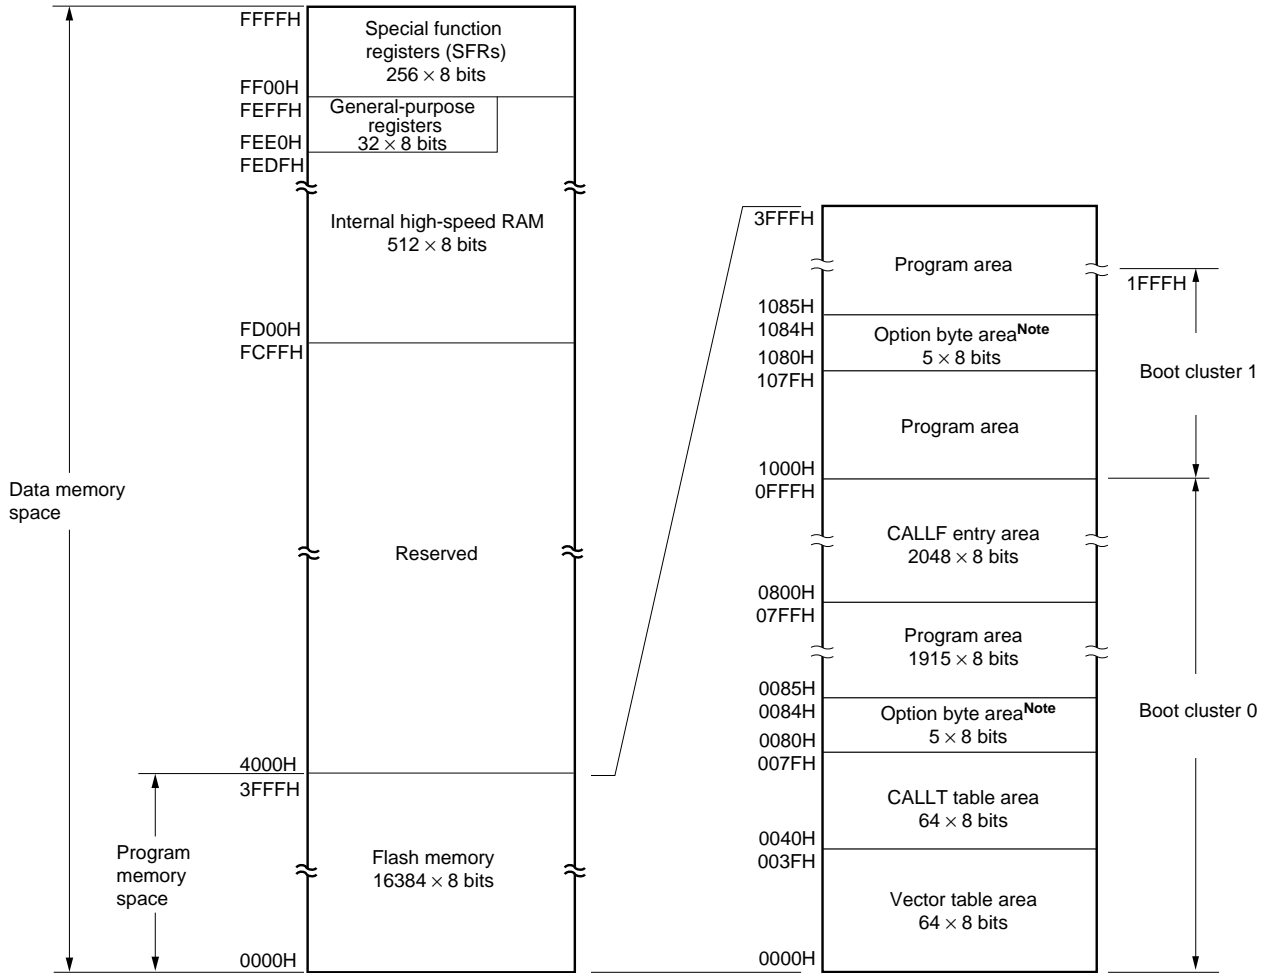 FFFFH
Special function
registers (SFRs)
256 × 8 bits
FF00H
FEFFH
General-purpose
registers
32 × 8 bits
FEE0H
FEDFH
Internal high-speed RAM
512 × 8 bits
FD00H
FCFFH
Data memory
space
Reserved
4000H
3FFFH
Program
memory
space
Flash memory
16384 × 8 bits
0000H
3FFFH
Program area
1FFFH
1085H
1084H
Option byte areaNote
5 × 8 bits
1080H
107FH
Boot cluster 1
Program area
1000H
0FFFH
CALLF entry area
2048 × 8 bits
0800H
07FFH
Program area
1915 × 8 bits
0085H
0084H
Option byte areaNote
5 × 8 bits
Boot cluster 0
0080H
007FH
CALLT table area
64 × 8 bits
0040H
003FH
Vector table area
64 × 8 bits
0000H